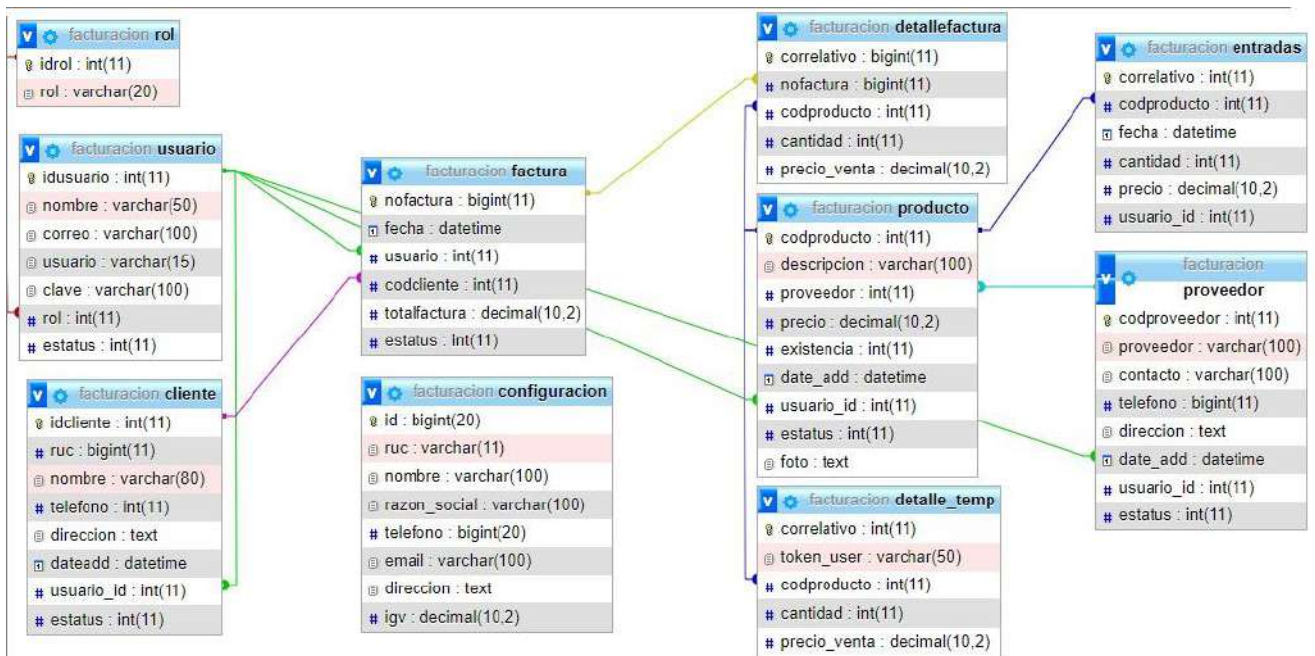 facturacion rol
idrol : int(11)
rol : varchar(20)
facturacion usuario
idusuario : int(11)
nombre : varchar(50)
correo : varchar(100)
usuario : varchar(15)
clave : varchar(100)
rol : int(11)
estatus : int(11)
facturacion cliente
idcliente : int(11)
ruc : bigint(11)
nombre : varchar(80)
telefono : int(11)
direccion : text
dateadd : datetime
usuario_id : int(11)
estatus : int(11)
facturacion factura
nofactura : bigint(11)
fecha : datetime
usuario : int(11)
codcliente : int(11)
totalfactura : decimal(10,2)
estatus : int(11)
facturacion configuracion
id : bigint(20)
ruc : varchar(11)
nombre : varchar(100)
razon_social : varchar(100)
telefono : bigint(20)
email : varchar(100)
direccion : text
igv : decimal(10,2)
facturacion detallefactura
correlativo : bigint(11)
nofactura : bigint(11)
codproducto : int(11)
cantidad : int(11)
precio_venta : decimal(10,2)
facturacion producto
codproducto : int(11)
descripcion : varchar(100)
proveedor : int(11)
precio : decimal(10,2)
existencia : int(11)
date_add : datetime
usuario_id : int(11)
estatus : int(11)
foto : text
facturacion detalle_temp
correlativo : int(11)
token_user : varchar(50)
codproducto : int(11)
cantidad : int(11)
precio_venta : decimal(10,2)
facturacion entradas
correlativo : int(11)
codproducto : int(11)
fecha : datetime
cantidad : int(11)
precio : decimal(10,2)
usuario_id : int(11)
facturacion
proveedor
codproveedor : int(11)
proveedor : varchar(100)
contacto : varchar(100)
telefono : bigint(11)
direccion : text
date_add : datetime
usuario_id : int(11)
estatus : int(11)